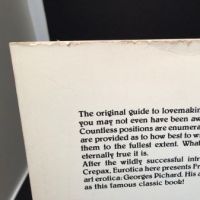 The original guide to lovemakin
you may not even have been aw
Countless positions are enumera
are provided as to how best to w
them to the fullest extent. What
eternally true it is.
After the wildly successful intr
Crepax, Eurotica here presents Fr
art erotica: Georges Pichard. His a
as this famous classic book!